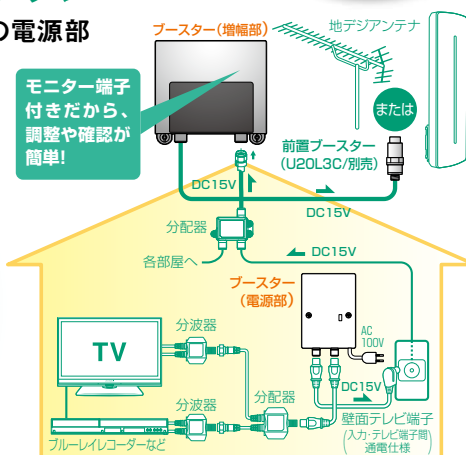 の電源部
ブースター(増幅部)
地デジアンテナ
モニター端子
付きだから、
調整や確認が
簡単!
または
前置ブースター
(U20L3C/別売)
DC15V
DC15V
分配器
DC15V
各部屋へ
ブースター
(電源部)
AC
100V
分波器
TV
分配器
DC15V
分波器
壁面テレビ端子
(入力・テレビ端子間
通電仕様)
ブルーレイレコーダーなど